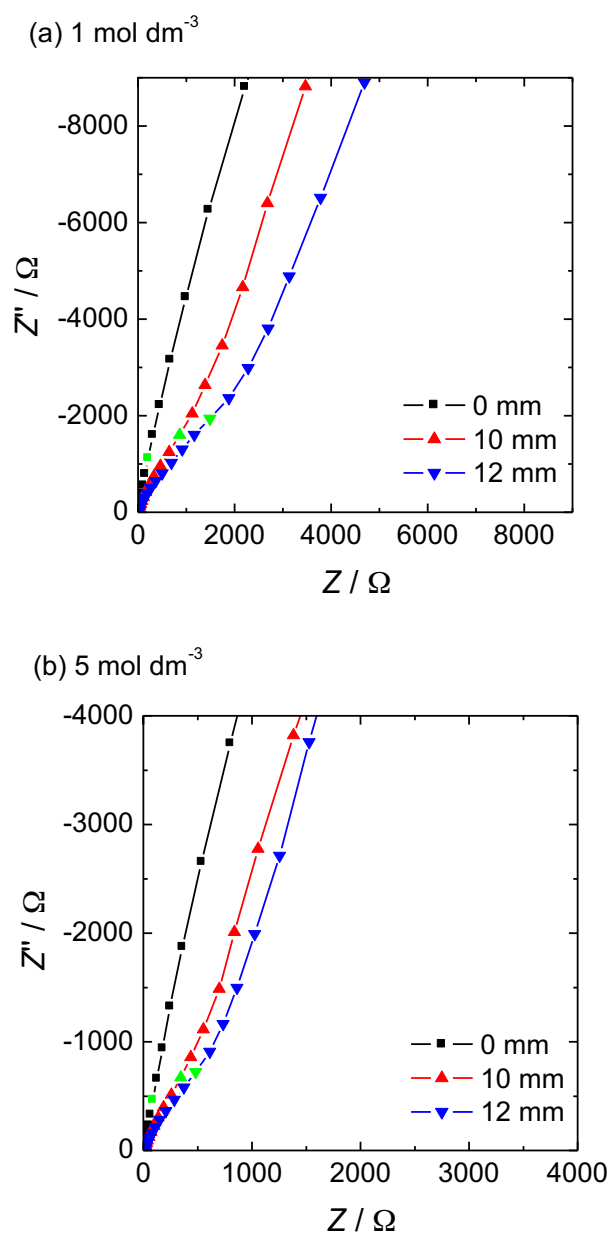 (a) 1 mol dm⁻³
-8000
-6000
-4000
-2000
0
Z" / Ω
0 mm
10 mm
12 mm
0 2000 4000 6000 8000
Z / Ω
(b) 5 mol dm⁻³
-4000
-3000
-2000
-1000
0
Z" / Ω
0 mm
10 mm
12 mm
0 1000 2000 3000 4000
Z / Ω